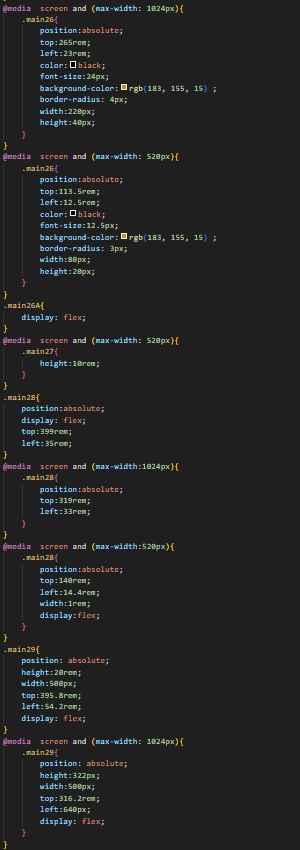 @media  screen and (max-width: 1024px){
    .main26{
        position:absolute;
        top:265rem;
        left:23rem;
        color: black;
        font-size:24px;
        background-color: rgb(183, 155, 15) ;
        border-radius: 4px;
        width:220px;
        height:40px;
    }
}
@media  screen and (max-width: 520px){
    .main26{
        position:absolute;
        top:113.5rem;
        left:12.5rem;
        color: black;
        font-size:12.5px;
        background-color: rgb(183, 155, 15) ;
        border-radius: 3px;
        width:80px;
        height:20px;
    }
}
.main26A{
    display: flex;
}
@media  screen and (max-width: 520px){
    .main27{
        height:10rem;
    }
}
.main28{
    position:absolute;
    display: flex;
    top:399rem;
    left:35rem;
}
@media  screen and (max-width:1024px){
    .main28{
        position:absolute;
        top:319rem;
        left:33rem;
    }
}
@media  screen and (max-width:520px){
    .main28{
        position:absolute;
        top:140rem;
        left:14.4rem;
        width:1rem;
        display:flex;
    }
}
.main29{
    position: absolute;
    height:20rem;
    width:500px;
    top:395.8rem;
    left:54.2rem;
    display: flex;
}
@media  screen and (max-width: 1024px){
    .main29{
        position: absolute;
        height:322px;
        width:500px;
        top:316.2rem;
        left:640px;
        display: flex;
    }
}